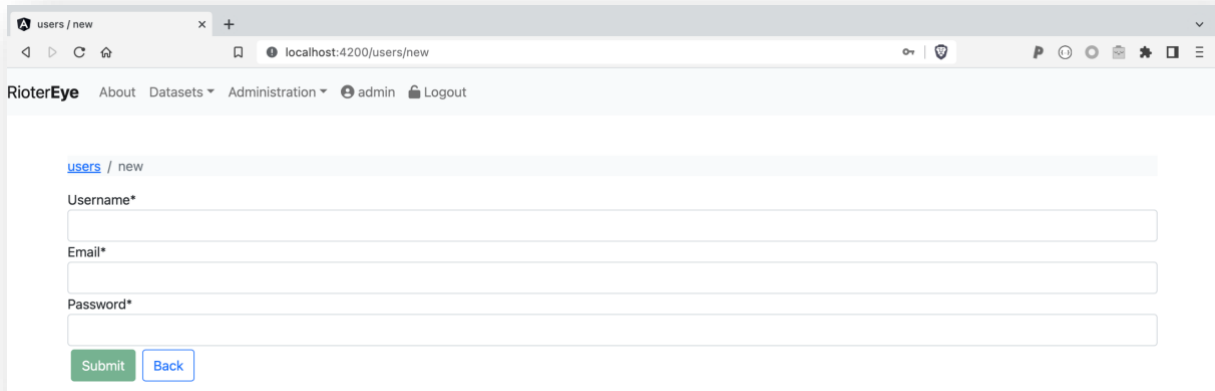 users / new
localhost:4200/users/new
RioterEye About Datasets Administration admin Logout
users / new
Username*
Email*
Password*
Submit Back